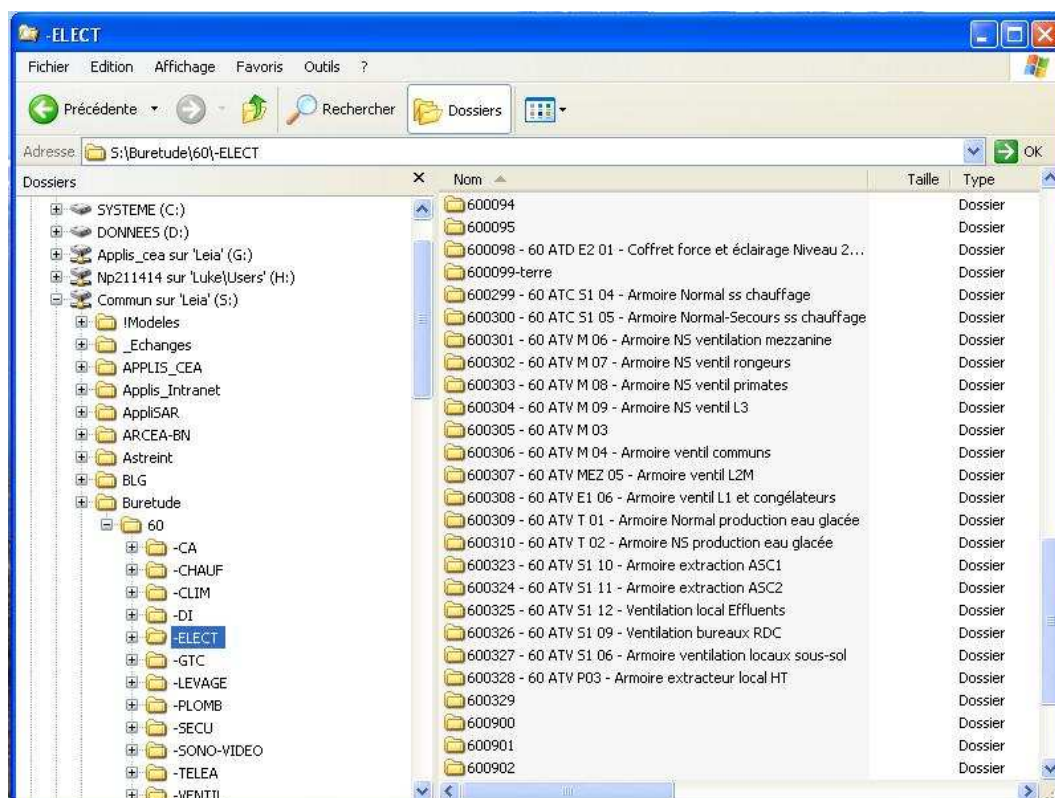 -ELECT
Fichier Edition Affichage Favoris Outils ?
Précédente Rechercher Dossiers
Adresse S:\Buretude\60\-ELECT OK
Dossiers
SYSTEME (C:)
DONNEES (D:)
Applis_cea sur 'Leia' (G:)
Np211414 sur 'Luke\Users' (H:)
Commun sur 'Leia' (S:)
!Modeles
_Echanges
APPLIS_CEA
Applis_Intranet
AppliSAR
ARCEA-BN
Astreint
BLG
Buretude
60
-CA
-CHAUF
-CLIM
-DI
-ELECT
-GTC
-LEVAGE
-PLOMB
-SECU
-SONO-VIDEO
-TELEA
-VENTIL
Nom Taille Type
600094 Dossier
600095 Dossier
600098 - 60 ATD E2 01 - Coffret force et éclairage Niveau 2... Dossier
600099-terre Dossier
600299 - 60 ATC S1 04 - Armoire Normal ss chauffage Dossier
600300 - 60 ATC S1 05 - Armoire Normal-Secours ss chauffage Dossier
600301 - 60 ATV M 06 - Armoire NS ventilation mezzanine Dossier
600302 - 60 ATV M 07 - Armoire NS ventil rongeurs Dossier
600303 - 60 ATV M 08 - Armoire NS ventil primates Dossier
600304 - 60 ATV M 09 - Armoire NS ventil L3 Dossier
600305 - 60 ATV M 03 Dossier
600306 - 60 ATV M 04 - Armoire ventil communs Dossier
600307 - 60 ATV MEZ 05 - Armoire ventil L2M Dossier
600308 - 60 ATV E1 06 - Armoire ventil L1 et congélateurs Dossier
600309 - 60 ATV T 01 - Armoire Normal production eau glacée Dossier
600310 - 60 ATV T 02 - Armoire NS production eau glacée Dossier
600323 - 60 ATV S1 10 - Armoire extraction ASC1 Dossier
600324 - 60 ATV S1 11 - Armoire extraction ASC2 Dossier
600325 - 60 ATV S1 12 - Ventilation local Effluents Dossier
600326 - 60 ATV S1 09 - Ventilation bureaux RDC Dossier
600327 - 60 ATV S1 06 - Armoire ventilation locaux sous-sol Dossier
600328 - 60 ATV P03 - Armoire extracteur local HT Dossier
600329 Dossier
600900 Dossier
600901 Dossier
600902 Dossier